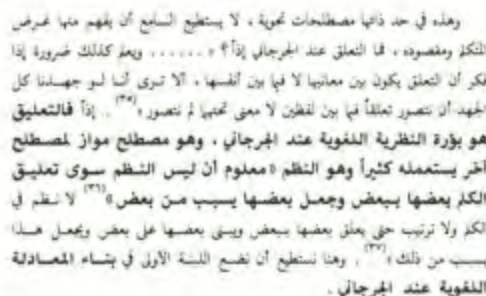 وهذه في حد ذاتها مصطلحات نحوية ، لا يستطيع السامع أن يفهم منها غرض
المتكلم ومقصوده ، فما التعلق عند الجرجاني إذاً ؟ « ...... ويعلم كذلك ضرورة إذا
فكر أن التعلق يكون بين معانيها لا فيما بين أنفسها ، ألا ترى أنا لو جهدنا كل
الجهد أن نتصور تعلقاً فيما بين لفظين لا معنى تحتهما لم نتصور »(٣٥) . إذاً فالتعليق
هو بؤرة النظرية اللغوية عند الجرجاني ، وهو مصطلح مواز لمصطلح
آخر يستعمله كثيراً وهو النظم « معلوم أن ليس النظم سوى تعليق
الكلم بعضها ببعض وجعل بعضها بسبب من بعض »(٣٦) لا نظم في
الكلم ولا ترتيب حتى يعلق بعضها ببعض ويبنى بعضها على بعض ويجعل هذا
بسبب من ذلك »(٣٧) . وهنا نستطيع أن نضع اللبنة الأولى في بناء المعادلة
اللغوية عند الجرجاني .